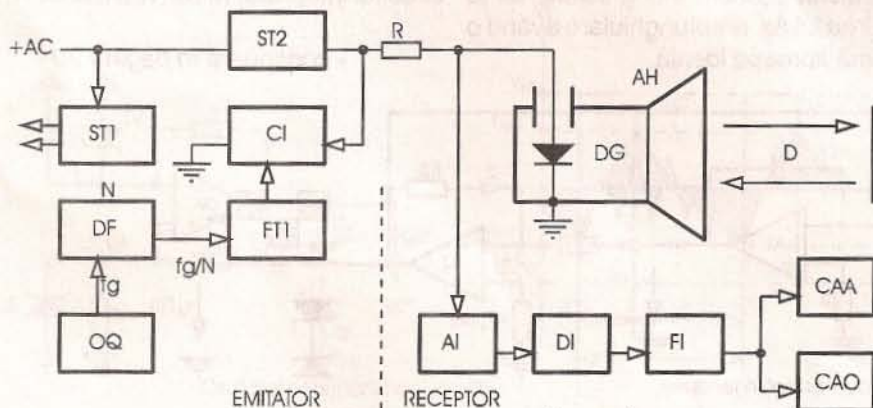 +AC
ST2
R
AH
ST1
CI
DG
D
N
DF
fg/N
FT1
fg
OQ
AI
DI
FI
CAA
CAO
EMITATOR
RECEPTOR